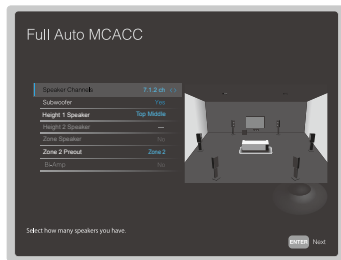 Full Auto MCACC
Speaker Channels 7.1.2 ch
Subwoofer Yes
Height 1 Speaker Top Middle
Height 2 Speaker ---
Zone Speaker No
Zone 2 Preout Zone 2
Bi-Amp No
Select how many speakers you have.
ENTER Next